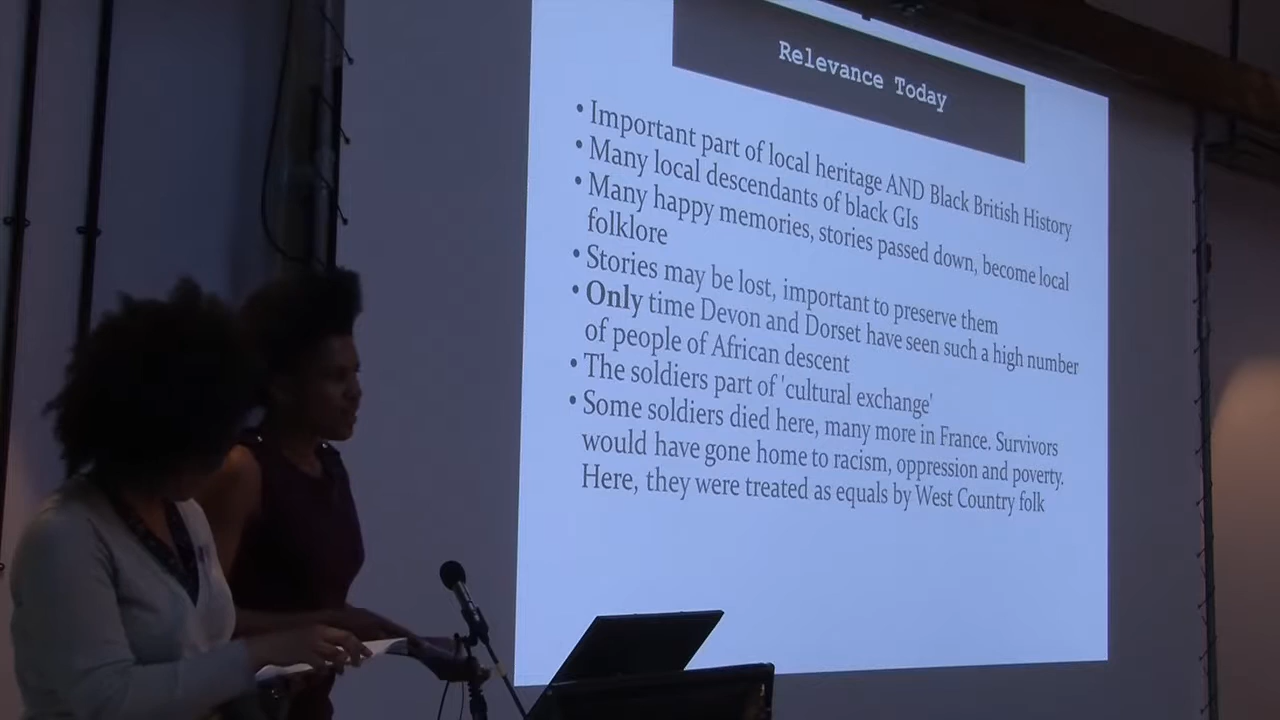 Relevance Today
• Important part of local heritage AND Black British History
• Many local descendants of black GIs
• Many happy memories, stories passed down, become local
folklore
• Stories may be lost, important to preserve them
• Only time Devon and Dorset have seen such a high number
of people of African descent
• The soldiers part of 'cultural exchange'
• Some soldiers died here, many more in France. Survivors
would have gone home to racism, oppression and poverty.
Here, they were treated as equals by West Country folk